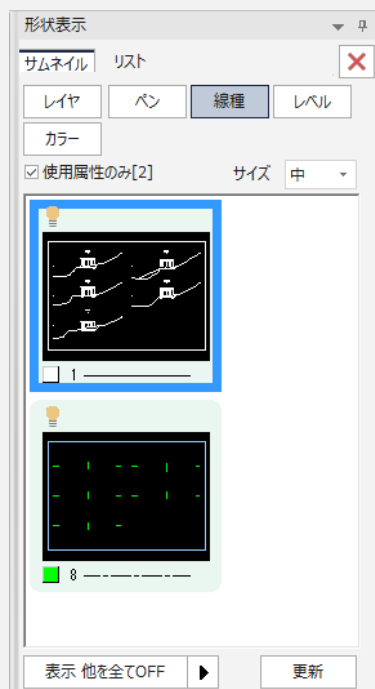 形状表示
サムネイル リスト
レイヤ ペン 線種 レベル
カラー
使用属性のみ[2] サイズ 中
1
8
表示 他を全てOFF 更新